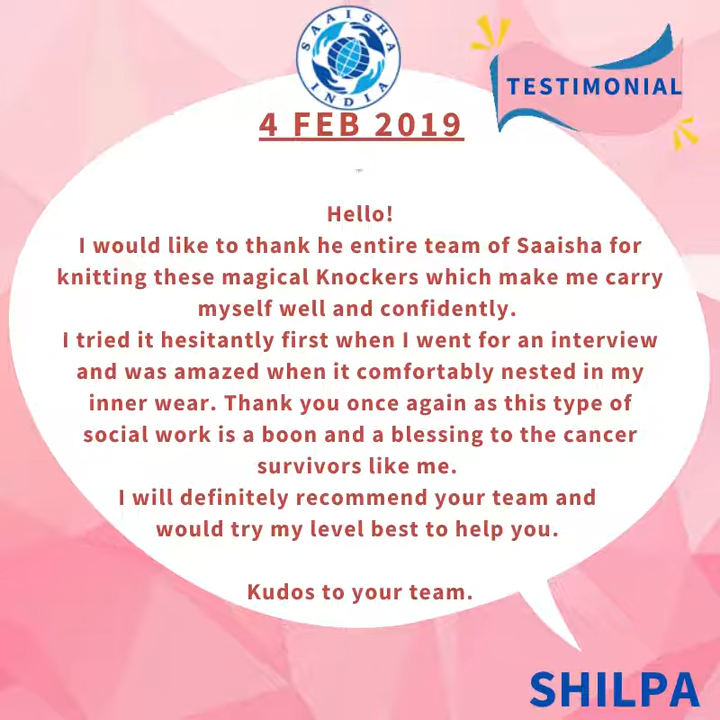 SAAISHA
INDIA
TESTIMONIAL
4 FEB 2019
Hello!
I would like to thank he entire team of Saaisha for
knitting these magical Knockers which make me carry
myself well and confidently.
I tried it hesitantly first when I went for an interview
and was amazed when it comfortably nested in my
inner wear. Thank you once again as this type of
social work is a boon and a blessing to the cancer
survivors like me.
I will definitely recommend your team and
would try my level best to help you.
Kudos to your team.
SHILPA